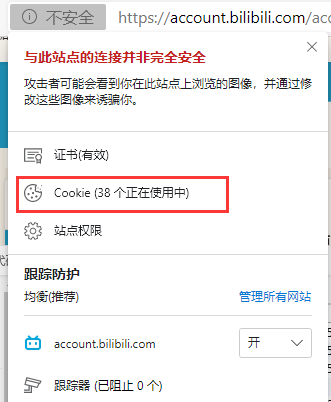 不安全
https://account.bilibili.com/acc
与此站点的连接并非完全安全
攻击者可能会看到你在此站点上浏览的图像，并通过修
改这些图像来诱骗你。
证书(有效)
Cookie (38 个正在使用中)
站点权限
跟踪防护
均衡(推荐)
管理所有网站
account.bilibili.com
开
跟踪器 (已阻止 0 个)